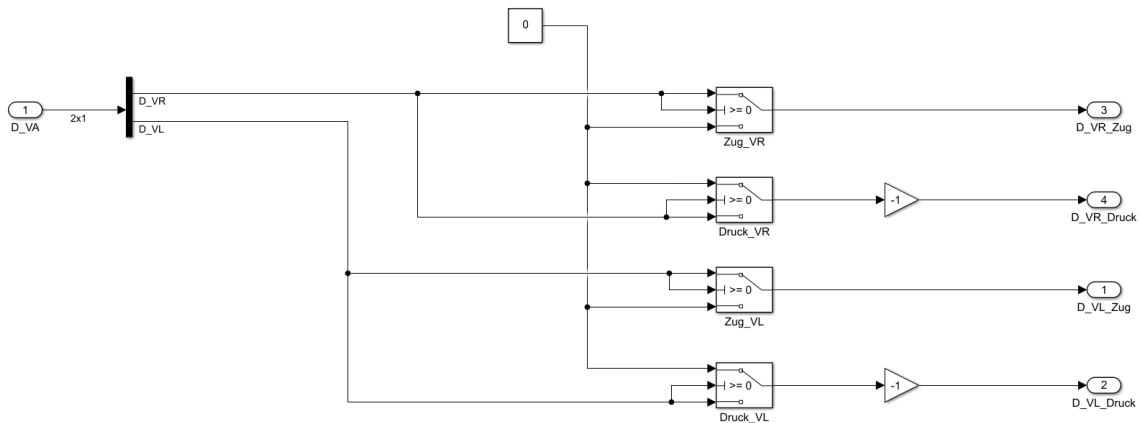 0
1
D_VA
2x1
D_VR
D_VL
>= 0
Zug_VR
3
D_VR_Zug
>= 0
Druck_VR
-1
4
D_VR_Druck
>= 0
Zug_VL
1
D_VL_Zug
>= 0
Druck_VL
-1
2
D_VL_Druck